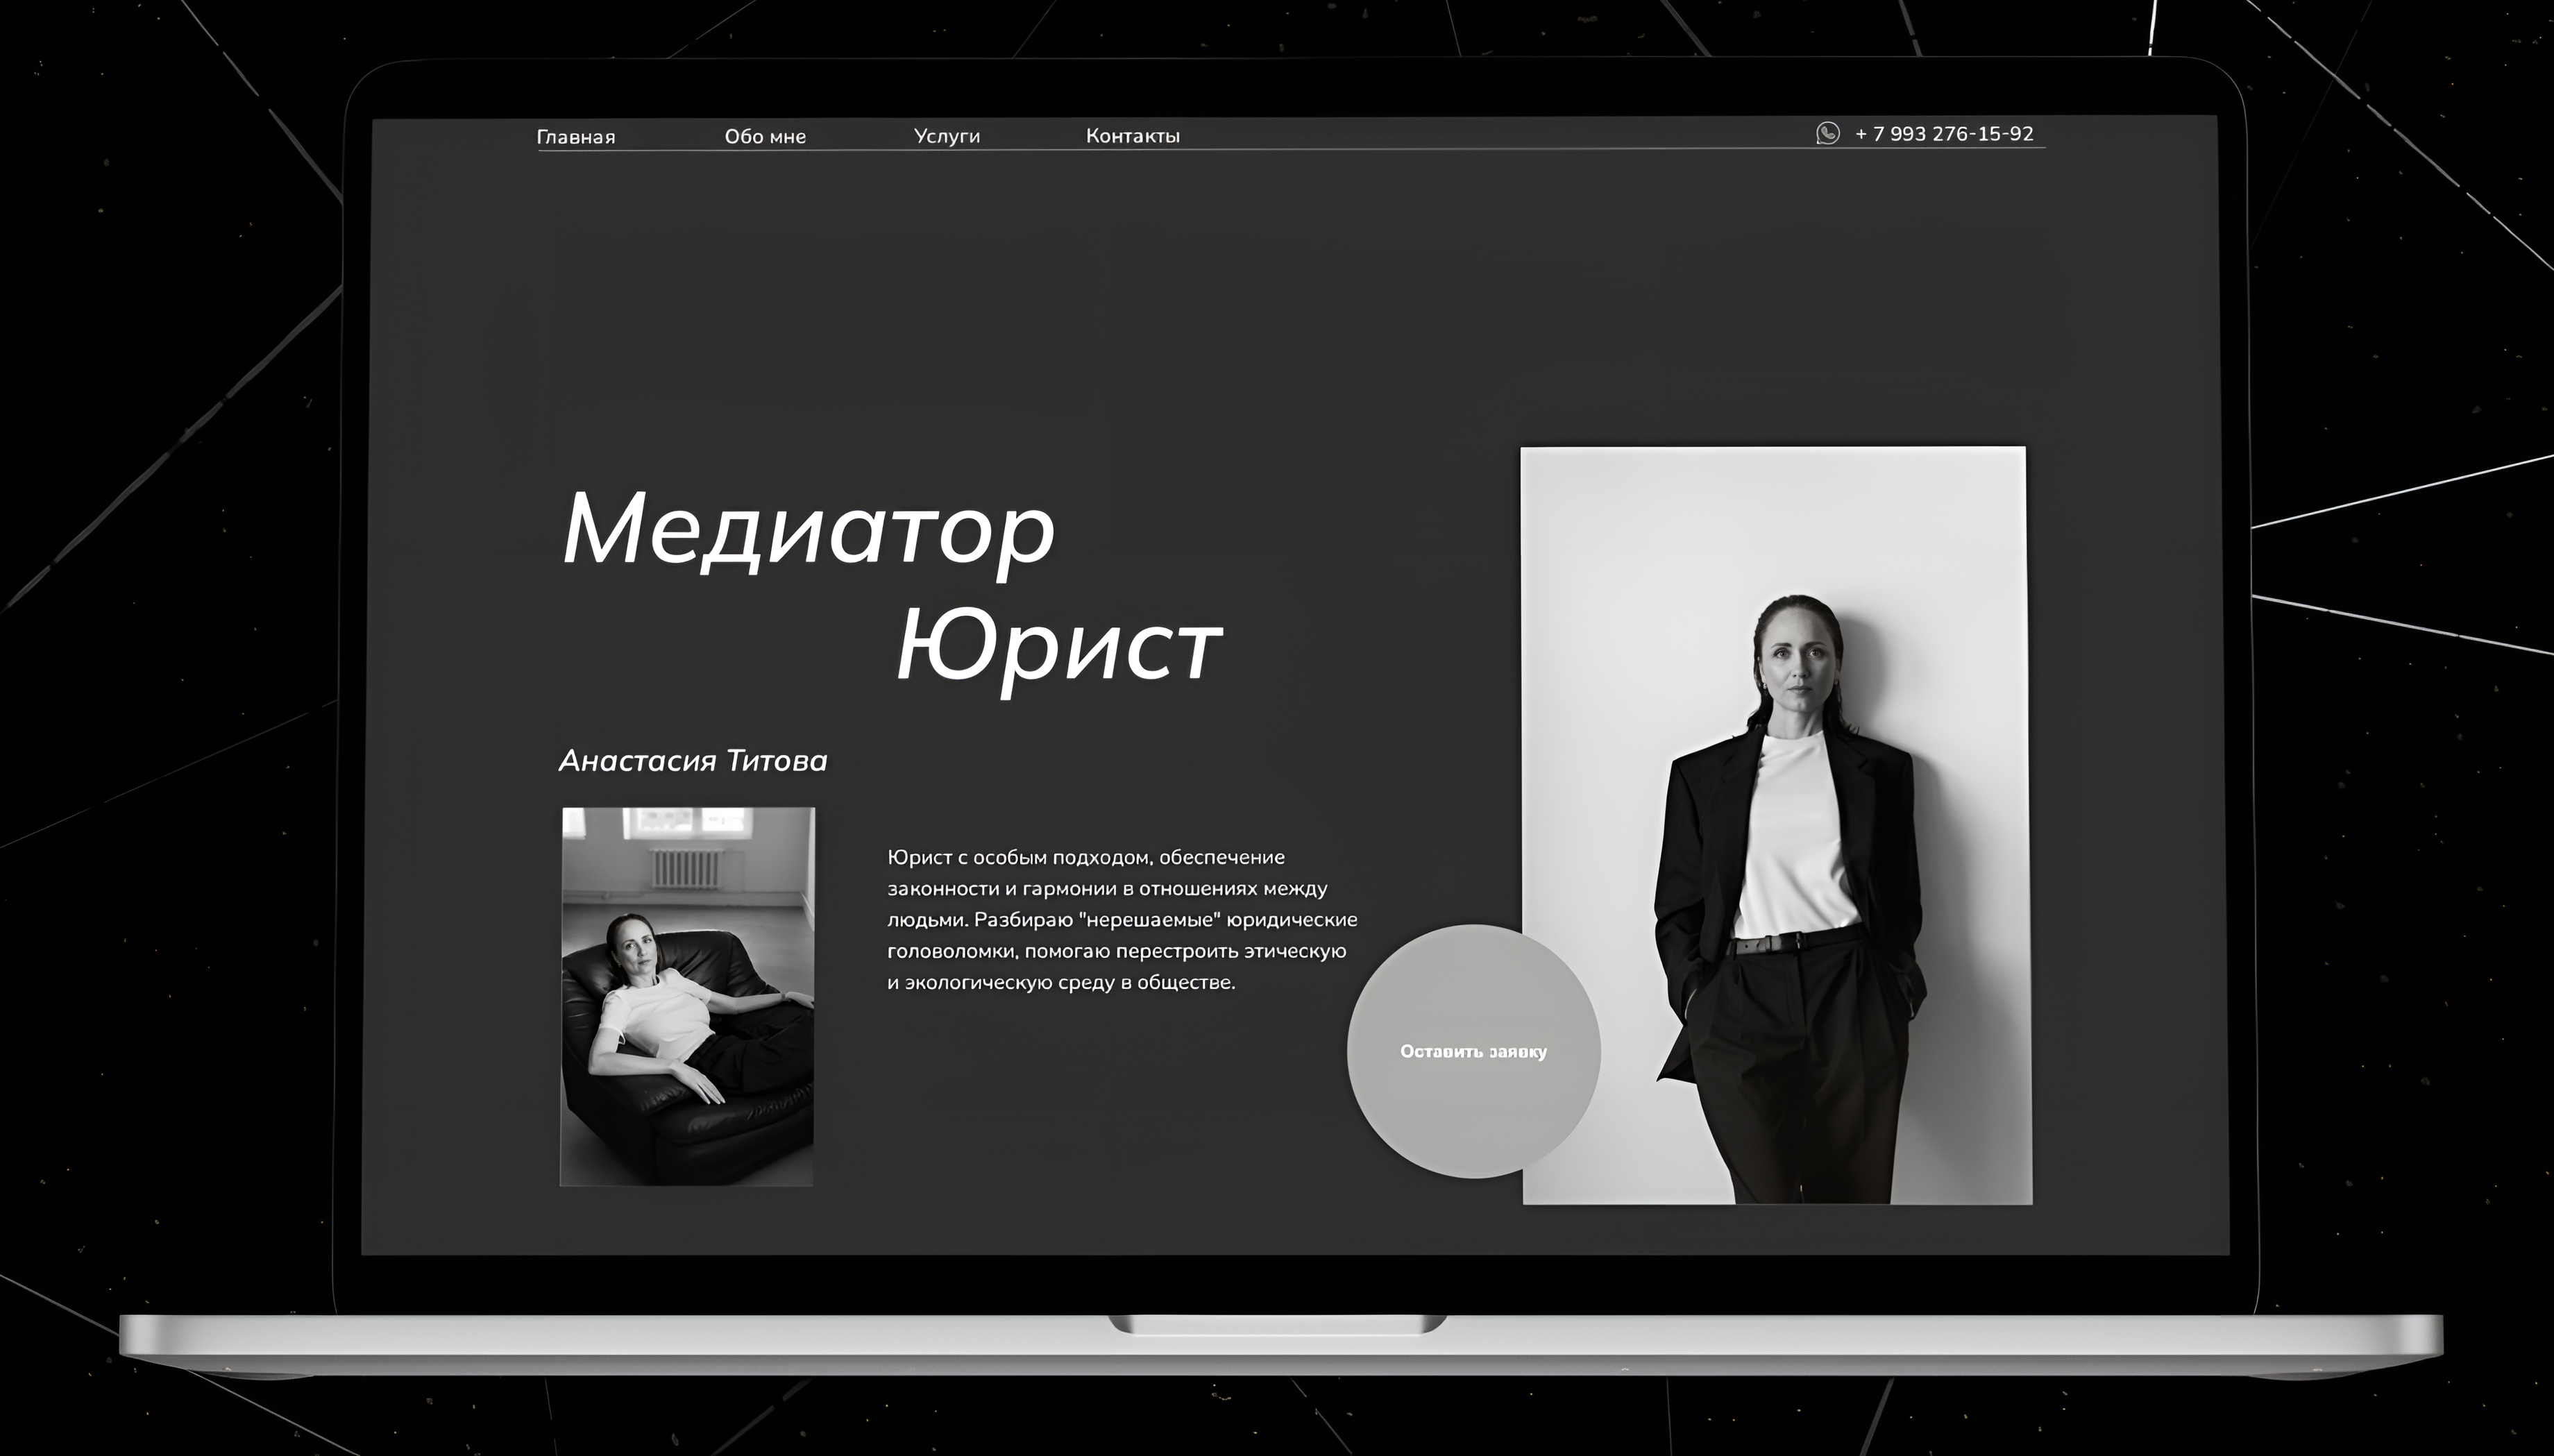 Главная
Обо мне
Услуги
Контакты
+ 7 993 276-15-92
Медиатор
Юрист
Анастасия Титова
Юрист с особым подходом, обеспечение
законности и гармонии в отношениях между
людьми. Разбираю "нерешаемые" юридические
головоломки, помогаю перестроить этическую
и экологическую среду в обществе.
Оставить заявку